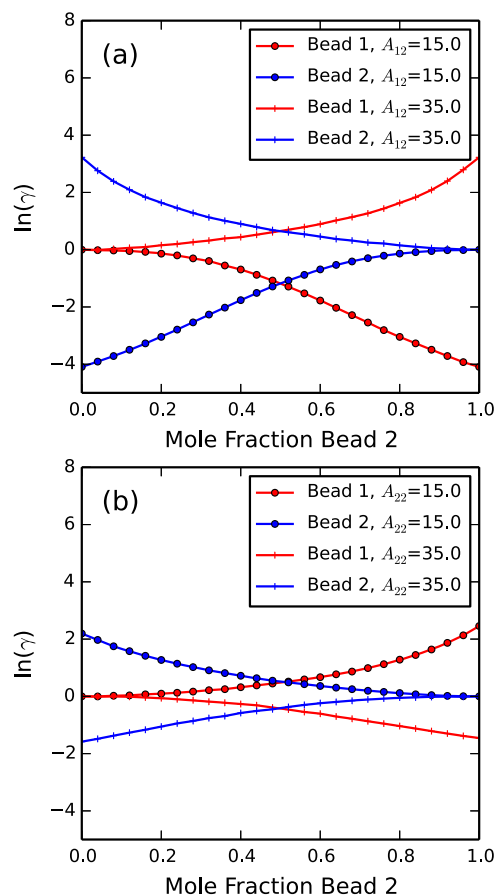 (a)
Bead 1, A12=15.0
Bead 2, A12=15.0
Bead 1, A12=35.0
Bead 2, A12=35.0
8
6
4
2
0
−2
−4
ln(γ)
0.0 0.2 0.4 0.6 0.8 1.0
Mole Fraction Bead 2
(b)
Bead 1, A22=15.0
Bead 2, A22=15.0
Bead 1, A22=35.0
Bead 2, A22=35.0
8
6
4
2
0
−2
−4
ln(γ)
0.0 0.2 0.4 0.6 0.8 1.0
Mole Fraction Bead 2